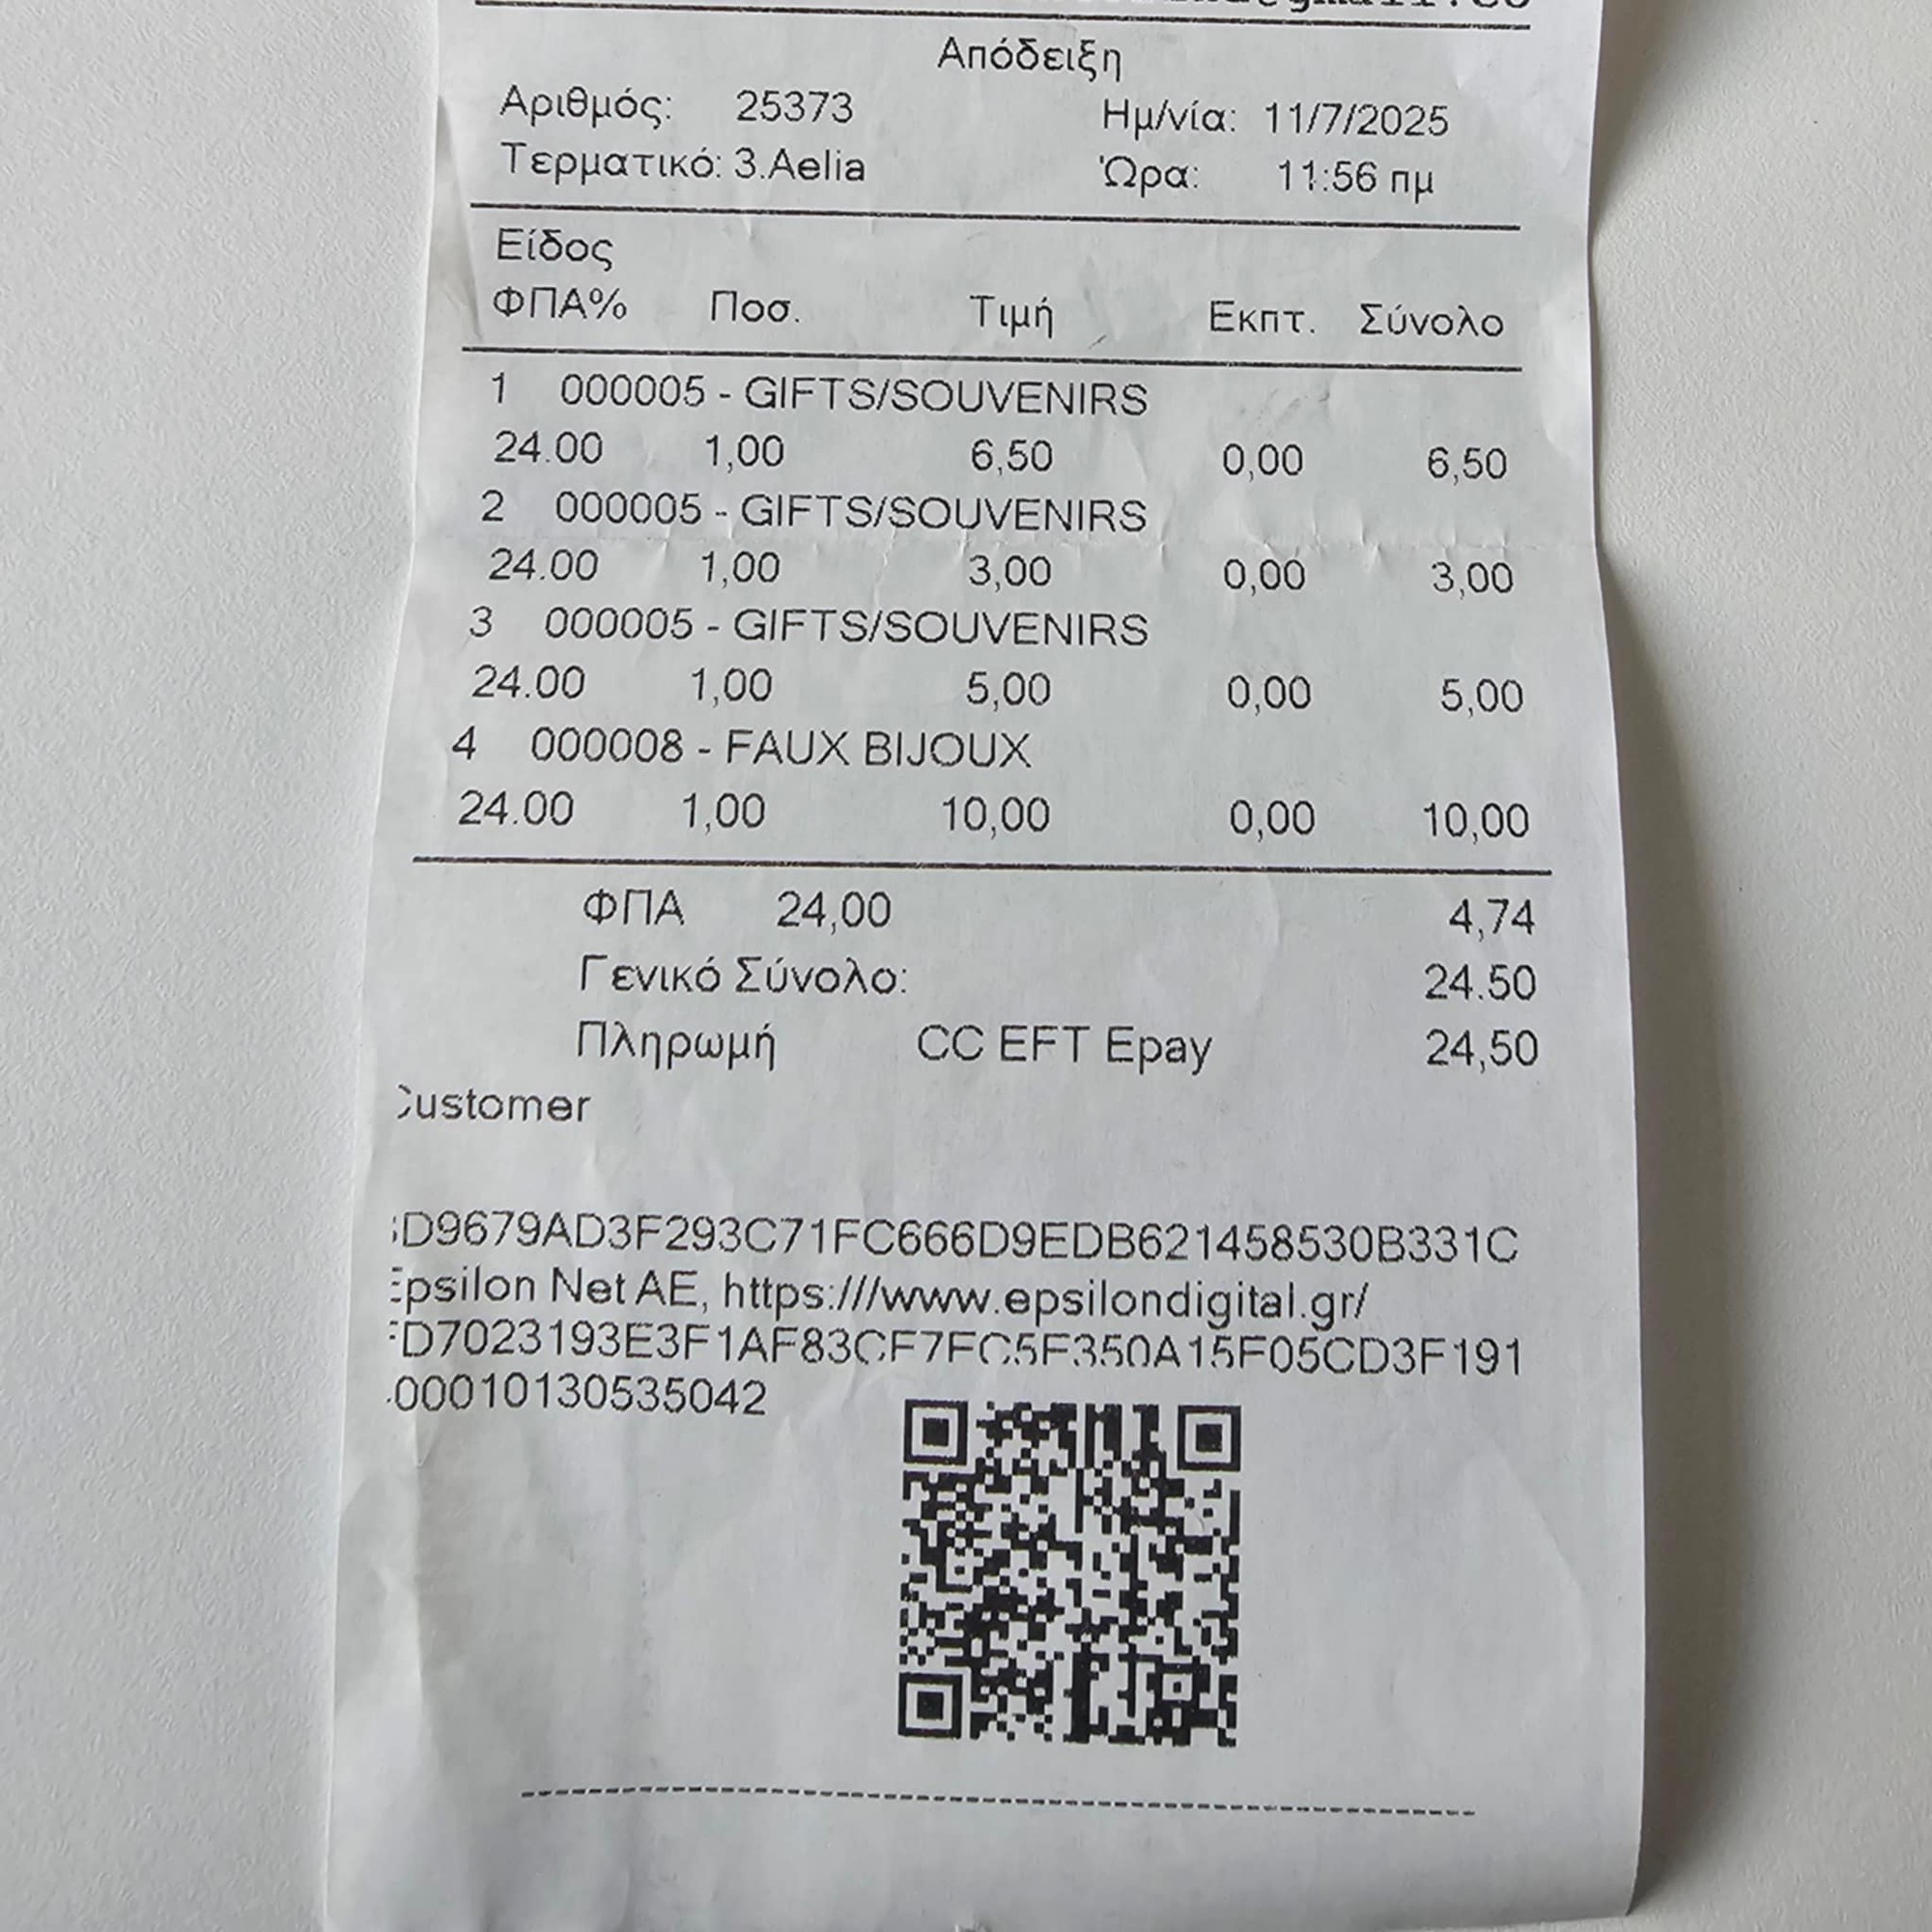 Απόδειξη
Αριθμός: 25373 Ημ/νία: 11/7/2025
Τερματικό: 3.Aelia Ώρα: 11:56 πμ
Είδος
ΦΠΑ% Ποσ. Τιμή Εκπτ. Σύνολο
1 000005 - GIFTS/SOUVENIRS
24.00 1,00 6,50 0,00 6,50
2 000005 - GIFTS/SOUVENIRS
24.00 1,00 3,00 0,00 3,00
3 000005 - GIFTS/SOUVENIRS
24.00 1,00 5,00 0,00 5,00
4 000008 - FAUX BIJOUX
24.00 1,00 10,00 0,00 10,00
ΦΠΑ 24,00 4,74
Γενικό Σύνολο: 24.50
Πληρωμή CC EFT Epay 24,50
Customer
D9679AD3F293C71FC666D9EDB621458530B331C
Epsilon Net AE, https:///www.epsilondigital.gr/
FD7023193E3F1AF83CF7FC5F350A15F05CD3F191
00010130535042